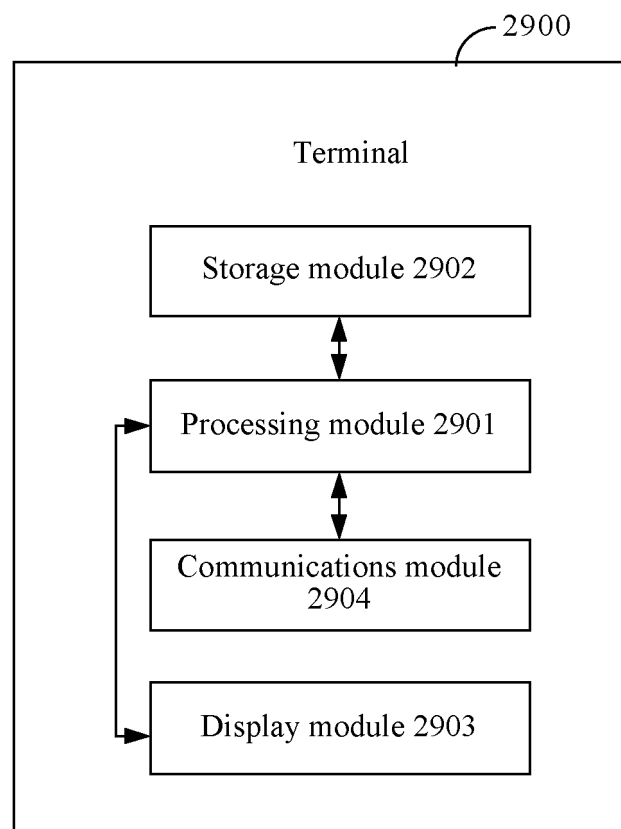 2900
Terminal
Storage module 2902
Processing module 2901
Communications module
2904
Display module 2903